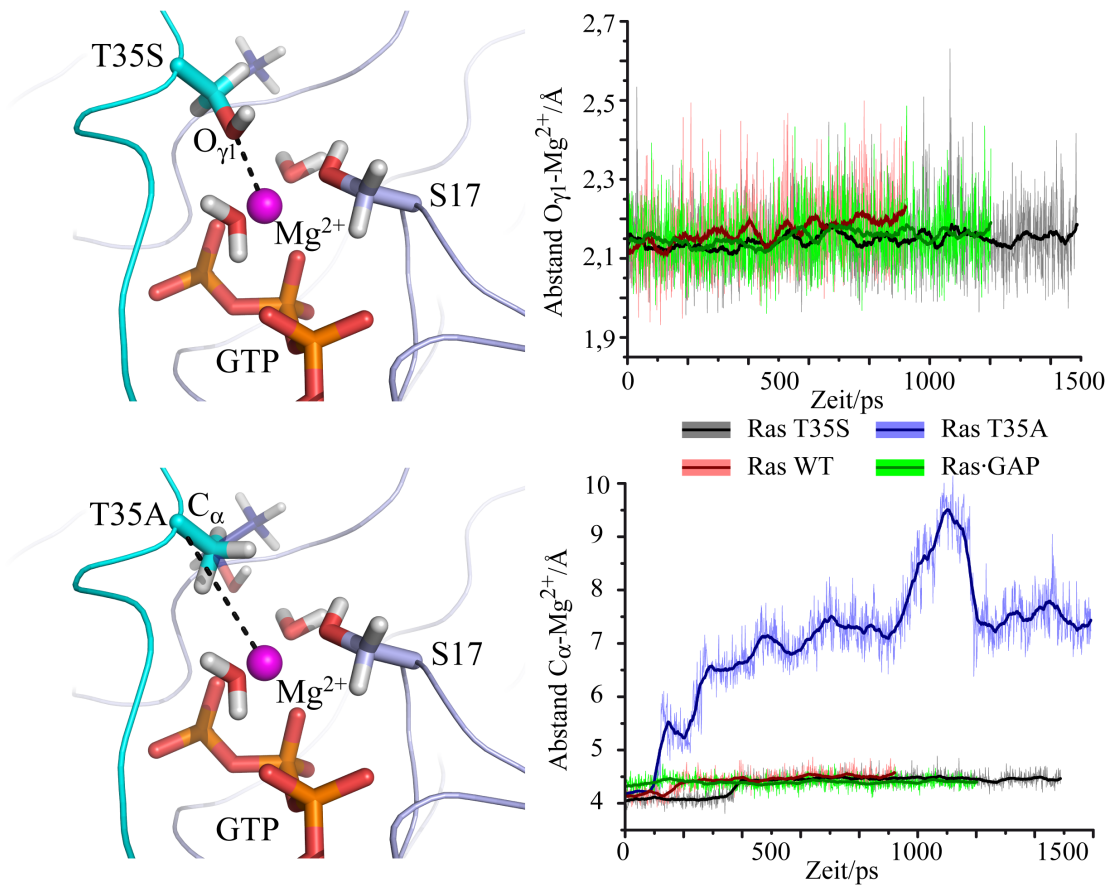 T35S
Oγ1
S17
Mg2+
GTP
Abstand Oγ1-Mg2+/Å
2,7
2,5
2,3
2,1
1,9
0 500 1000 1500
Zeit/ps
Ras T35S Ras T35A
Ras WT Ras·GAP
T35A
Cα
S17
Mg2+
GTP
Abstand Cα-Mg2+/Å
10
9
8
7
6
5
4
0 500 1000 1500
Zeit/ps